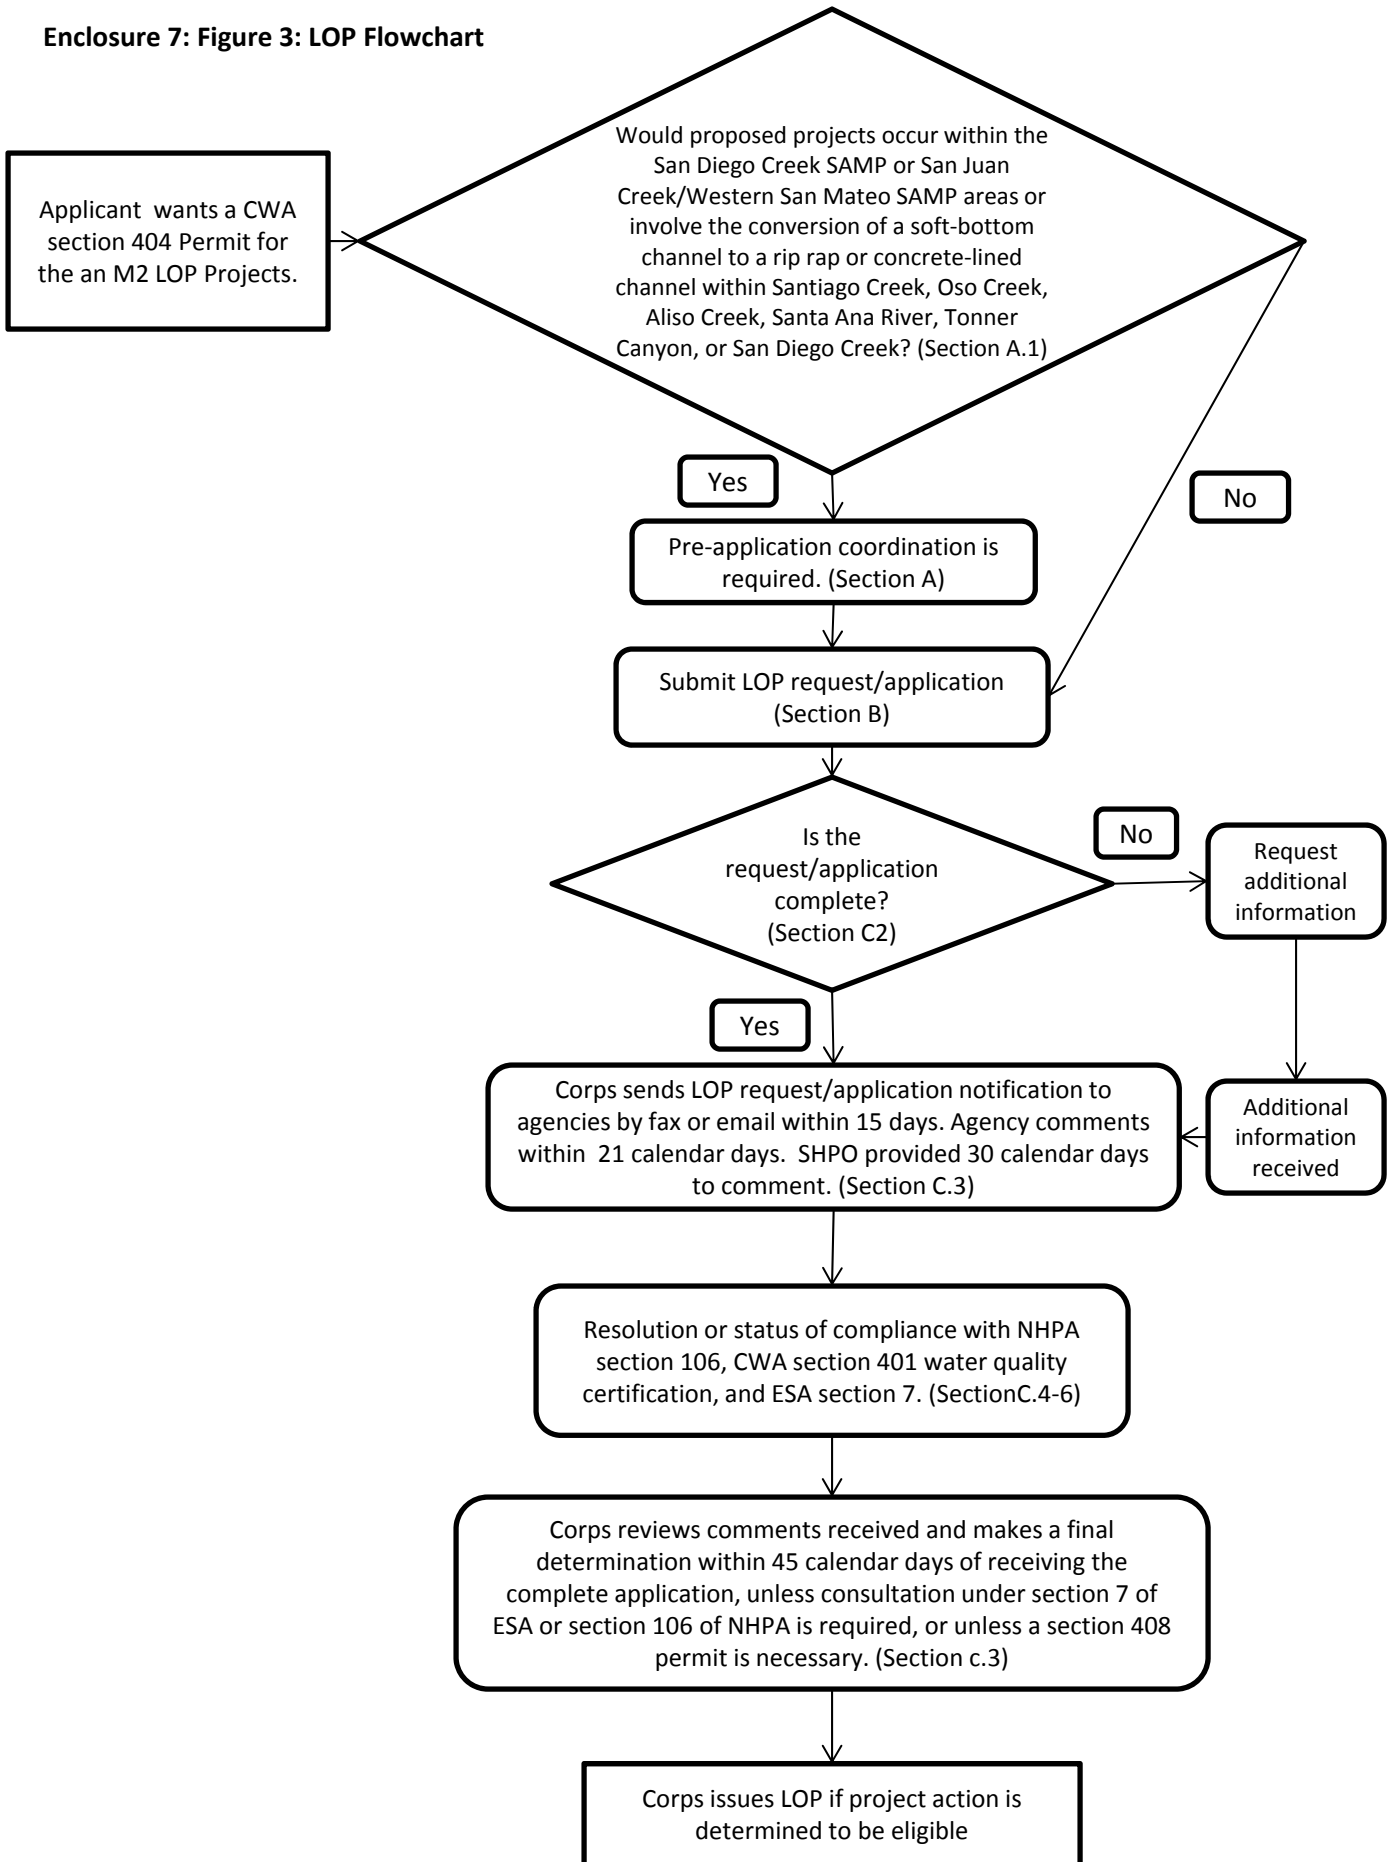 Enclosure 7: Figure 3: LOP Flowchart
Would proposed projects occur within the
San Diego Creek SAMP or San Juan
Creek/Western San Mateo SAMP areas or
involve the conversion of a soft-bottom
channel to a rip rap or concrete-lined
channel within Santiago Creek, Oso Creek,
Aliso Creek, Santa Ana River, Tonner
Canyon, or San Diego Creek? (Section A.1)
Applicant  wants a CWA
section 404 Permit for
the an M2 LOP Projects.
Yes
No
Pre-application coordination is
required. (Section A)
Submit LOP request/application
(Section B)
Is the
request/application
complete?
(Section C2)
No
Request
additional
information
Yes
Corps sends LOP request/application notification to
agencies by fax or email within 15 days. Agency comments
within  21 calendar days.  SHPO provided 30 calendar days
to comment. (Section C.3)
Additional
information
received
Resolution or status of compliance with NHPA
section 106, CWA section 401 water quality
certification, and ESA section 7. (SectionC.4-6)
Corps reviews comments received and makes a final
determination within 45 calendar days of receiving the
complete application, unless consultation under section 7 of
ESA or section 106 of NHPA is required, or unless a section 408
permit is necessary. (Section c.3)
Corps issues LOP if project action is
determined to be eligible